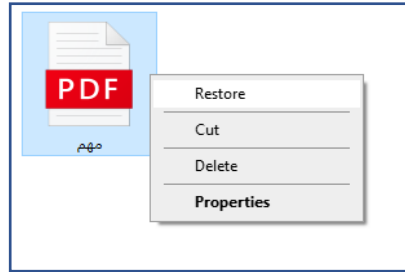 PDF
مهم
Restore
Cut
Delete
Properties